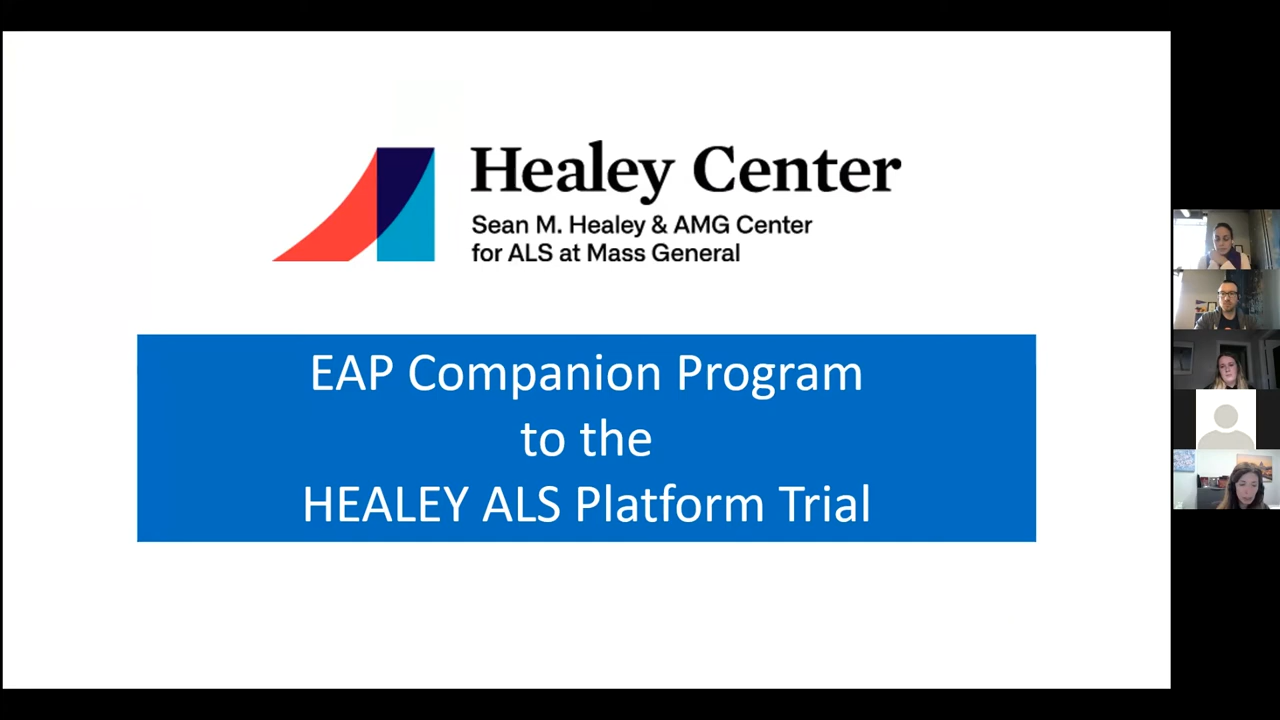 Healey Center
Sean M. Healey & AMG Center
for ALS at Mass General
EAP Companion Program
to the
HEALEY ALS Platform Trial